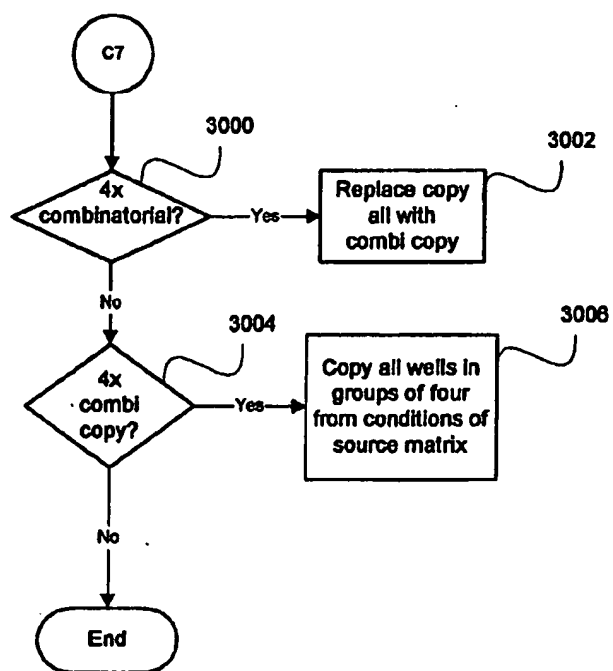 C7
3000
4x
combinatorial?
Yes
3002
Replace copy
all with
combi copy
No
3004
4x
combi
copy?
Yes
3006
Copy all wells in
groups of four
from conditions of
source matrix
No
End